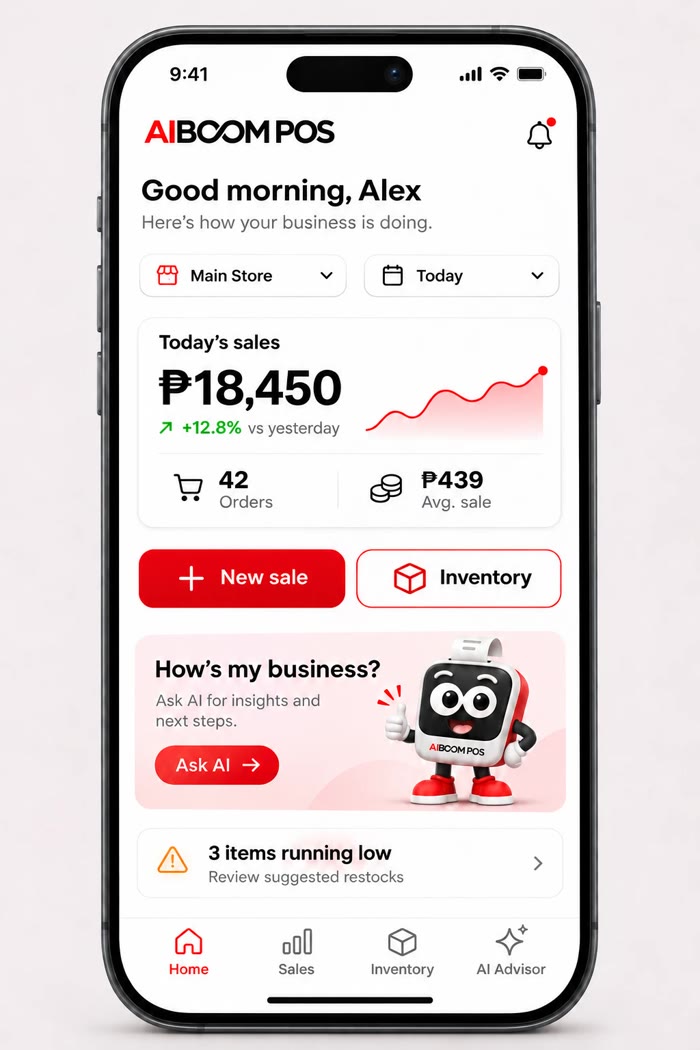 9:41
AIBOOM POS
Good morning, Alex
Here's how your business is doing.
Main Store
Today
Today's sales
₱18,450
+12.8% vs yesterday
42
Orders
₱439
Avg. sale
New sale
Inventory
How's my business?
Ask AI for insights and
next steps.
Ask AI
AIBOOM POS
3 items running low
Review suggested restocks
Home
Sales
Inventory
AI Advisor